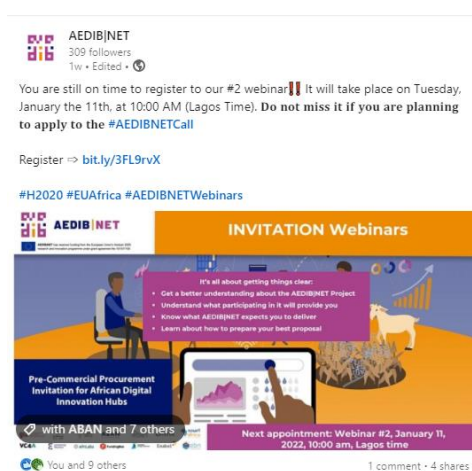 AEDIB|NET
309 followers
1w • Edited •
You are still on time to register to our #2 webinar‼ It will take place on Tuesday,
January the 11th, at 10:00 AM (Lagos Time). Do not miss it if you are planning
to apply to the #AEDIBNETCall
Register ⇒ bit.ly/3FL9rvX
#H2020 #EUAfrica #AEDIBNETWebinars
AEDIB|NET
INVITATION Webinars
It's all about getting things clear:
• Get a better understanding about the AEDIB|NET Project
• Understand what participating in it will provide you
• Know what AEDIB|NET expects you to deliver
• Learn about how to prepare your best proposal
Pre-Commercial Procurement
Invitation for African Digital
Innovation Hubs
with ABAN and 7 others
VC4A
Next appointment: Webinar #2, January 11,
2022, 10:00 am, Lagos time
You and 9 others
1 comment • 4 shares